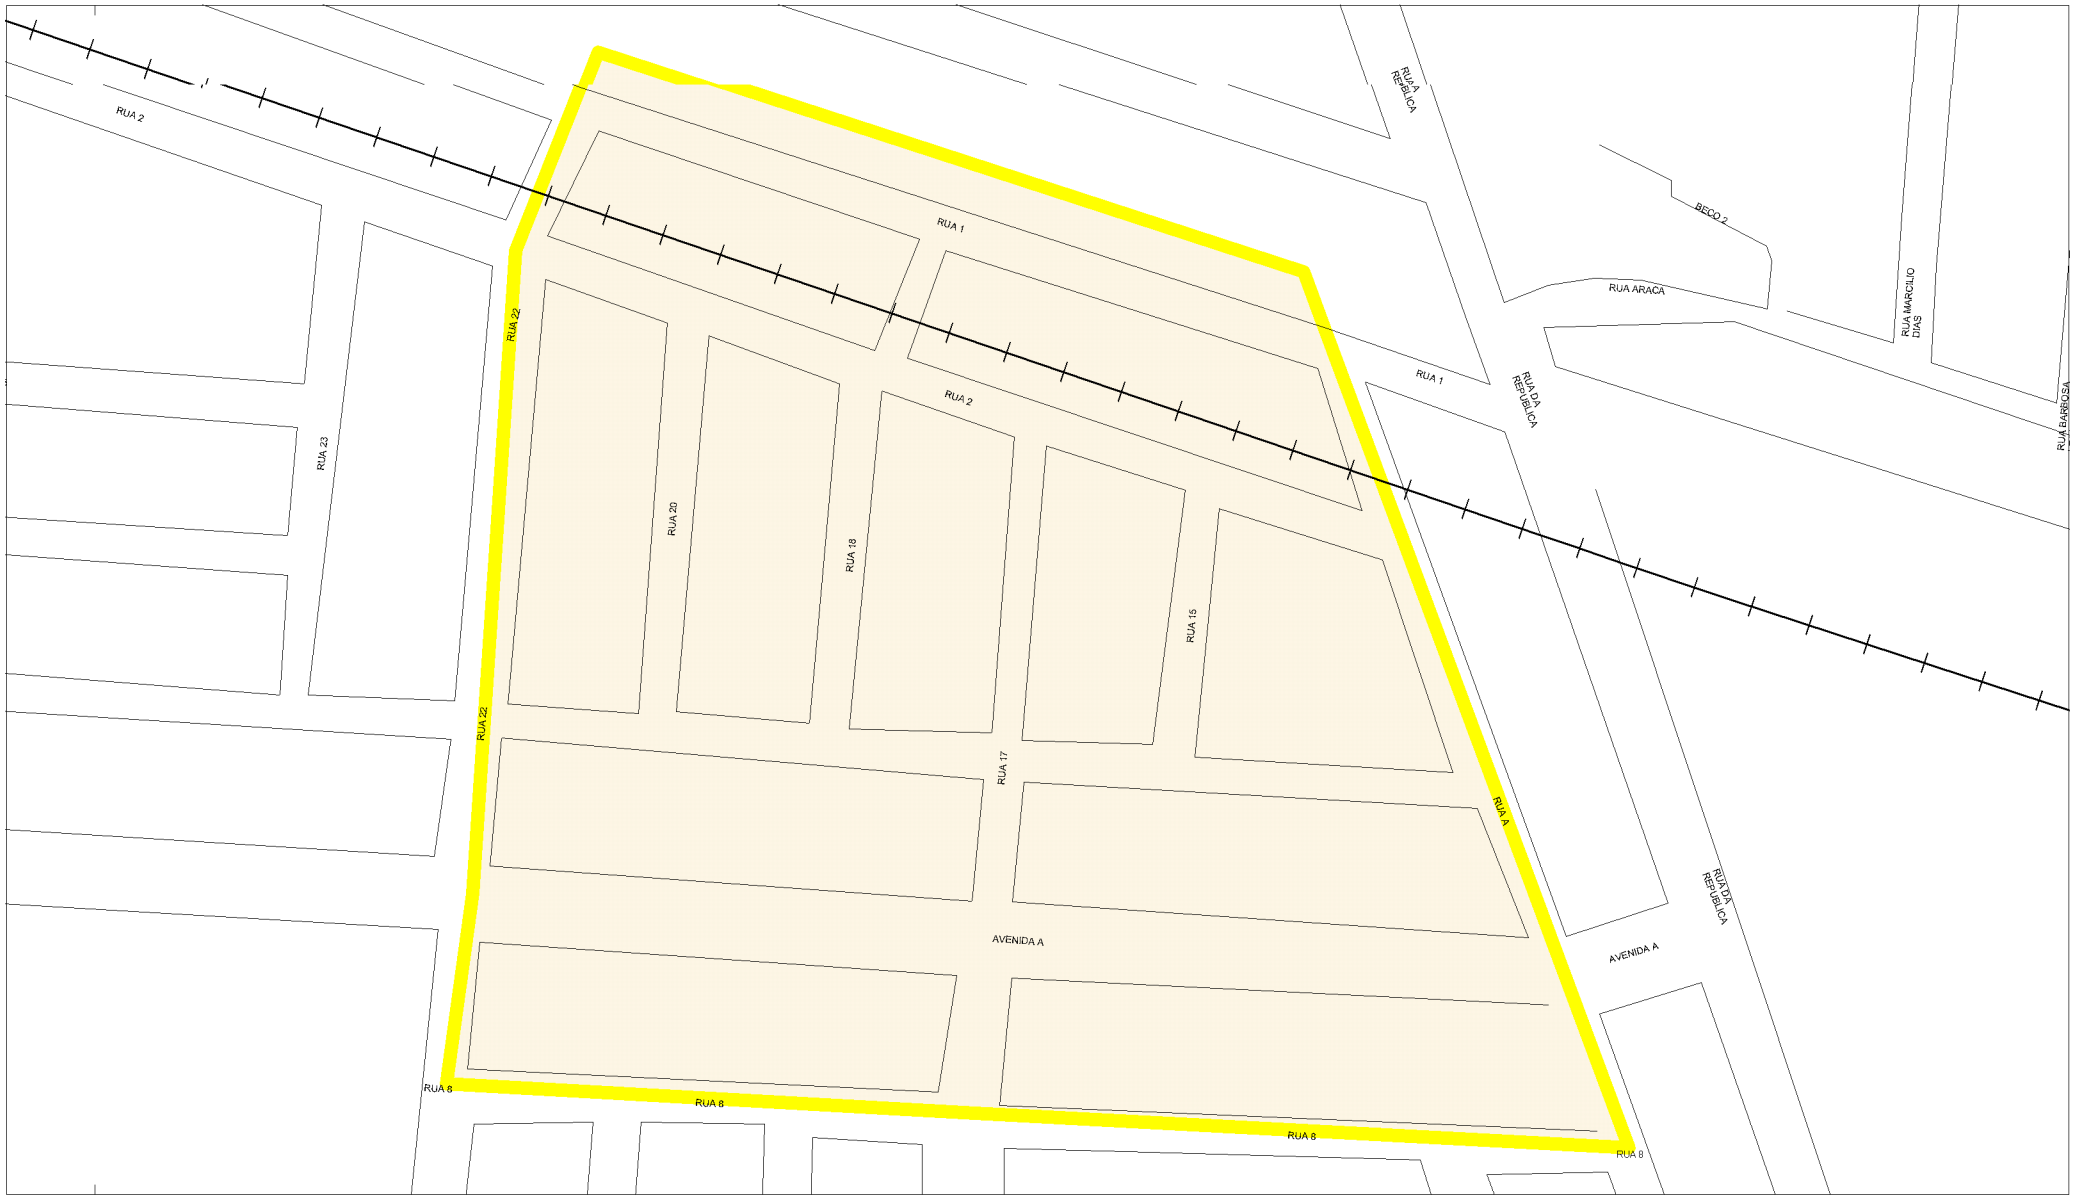 RUA A
REPBLICA
RUA 2
BECO 2
RUA 1
RUA ARACA
RUA MARCILIO
DIAS
RUA 22
RUA 1
RUA DA
REPUBLICA
RUA 2
RUA BARBOSA
RUA 23
RUA 20
RUA 18
RUA 15
RUA 22
RUA 17
RUA A
RUA DA
REPUBLICA
AVENIDA A
AVENIDA A
RUA 8
RUA 8
RUA 8
RUA 8